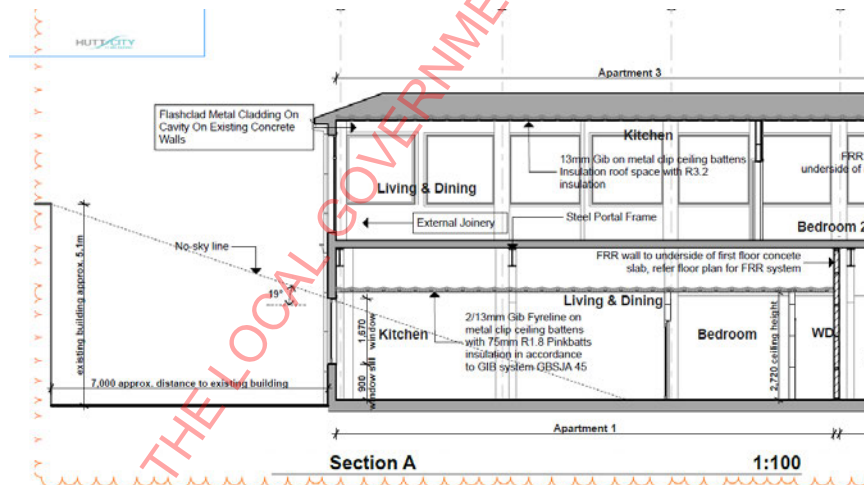 HUTT CITY
Apartment 3
Flashclad Metal Cladding On
Cavity On Existing Concrete
Walls
Kitchen
13mm Gib on metal clip ceiling battens
Insulation roof space with R3.2
insulation
FRR
underside of
Living & Dining
External Joinery
Steel Portal Frame
Bedroom 2
No-sky line
FRR wall to underside of first floor concete
slab, refer floor plan for FRR system
19°
existing building approx. 5.1m
Living & Dining
Kitchen
2/13mm Gib Fyreline on
metal clip ceiling battens
with 75mm R1.8 Pinkbatts
insulation in accordance
to GIB system GBSJA 45
Bedroom
WD
1,670
window
900
window sill
2,720 ceiling height
7,000 approx. distance to existing building
Apartment 1
Section A
1:100
THE LOCAL GOVERNME